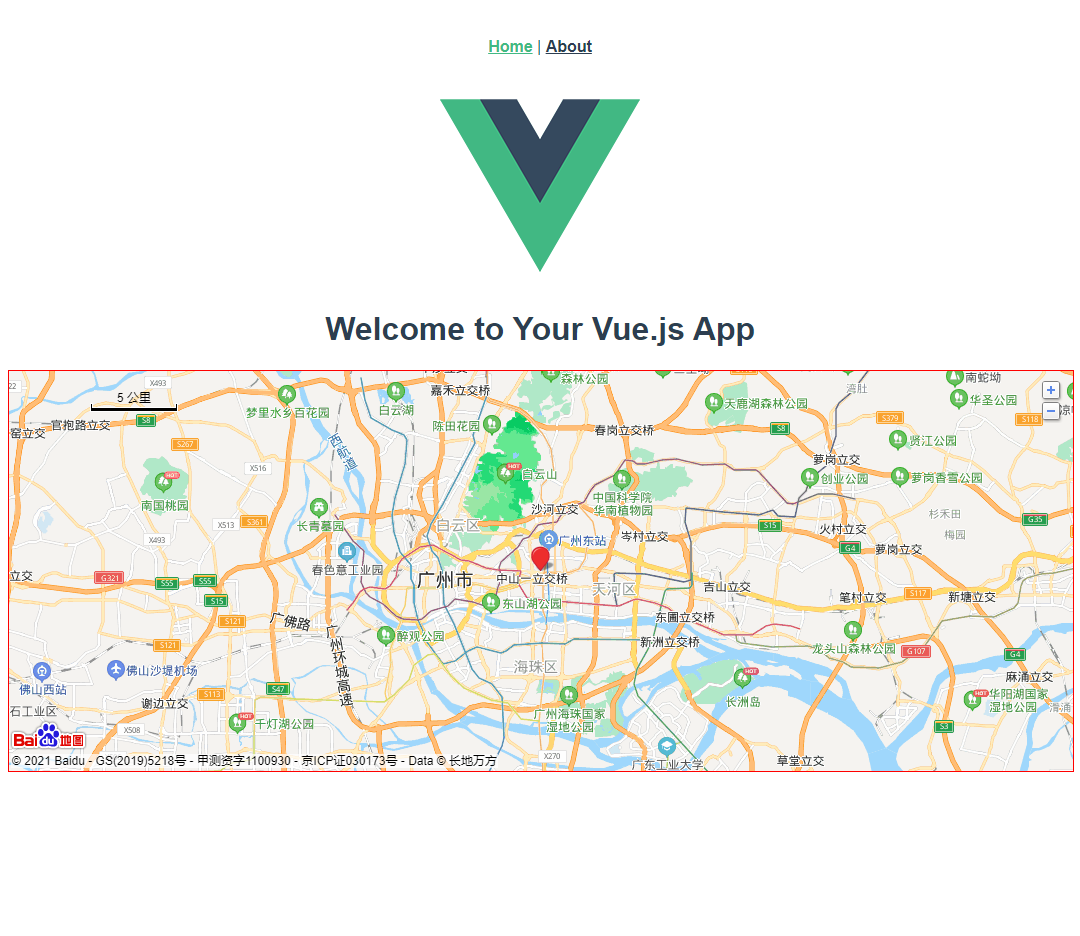 Home | About
Welcome to Your Vue.js App
森林公园
南蛇坊
湾肚
22
X493
5 公里
梦里水乡百花园
白云湖
嘉禾立交桥
天鹿湖森林公园
华圣公园
S379
S118
窑立交
官抱路立交
S8
陈田花园
春岗立交桥
S8
贤江公园
S267
西航道
X516
白云山
HOT
萝岗立交
创业公园
萝岗香雪公园
南国桃园
HOT
中国科学院
华南植物园
沙河立交
长青墓园
X513
S361
白云区
S15
火村立交
杉禾田
G35
梅园
X493
广州东站
岑村立交
G4
萝岗立交
春色意工业园
立交
G321
S55
S55
广州市
中山一立交桥
天河区
吉山立交
S15
东山湖公园
笔村立交
S117
新塘立交
S121
广佛路
东圃立交桥
广州环城高速
醉观公园
新洲立交桥
S121
龙头山森林公园
G107
G4
佛山西站
佛山沙堤机场
海珠区
麻涌立交
HOT
长洲岛
石工业区
谢边立交
S113
S47
广州海珠国家
湿地公园
HOT
华阳湖国家
湿地公园
HOT
千灯湖公园
X508
S3
Bai 地图
X270
广东工业大学
草堂立交
© 2021 Baidu - GS(2019)5218号 - 甲测资字1100930 - 京ICP证030173号 - Data © 长地万方